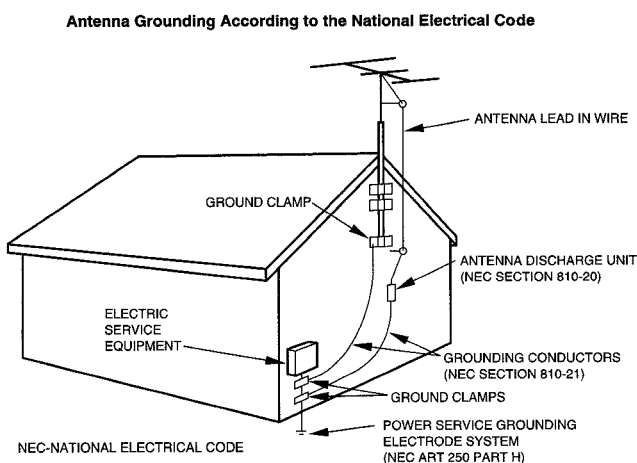 Antenna Grounding According to the National Electrical Code
ANTENNA LEAD IN WIRE
GROUND CLAMP
ANTENNA DISCHARGE UNIT
(NEC SECTION 810-20)
ELECTRIC
SERVICE
EQUIPMENT
GROUNDING CONDUCTORS
(NEC SECTION 810-21)
GROUND CLAMPS
POWER SERVICE GROUNDING
ELECTRODE SYSTEM
(NEC ART 250 PART H)
NEC-NATIONAL ELECTRICAL CODE